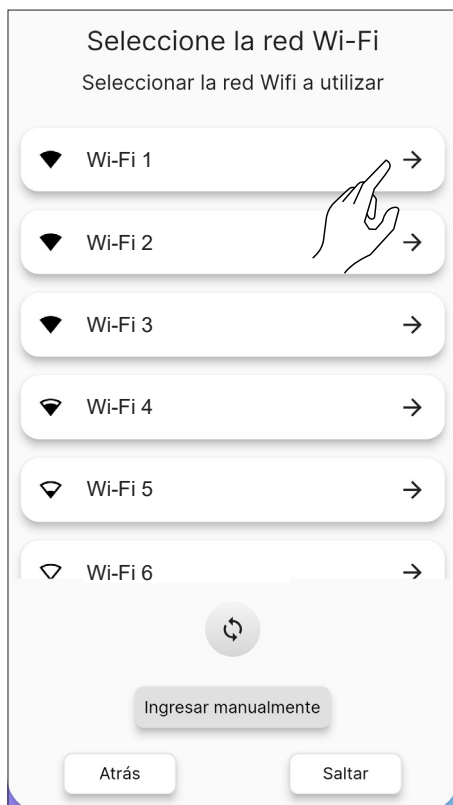 Seleccione la red Wi-Fi
Seleccionar la red Wifi a utilizar
Wi-Fi 1
Wi-Fi 2
Wi-Fi 3
Wi-Fi 4
Wi-Fi 5
Wi-Fi 6
Ingresar manualmente
Atrás
Saltar